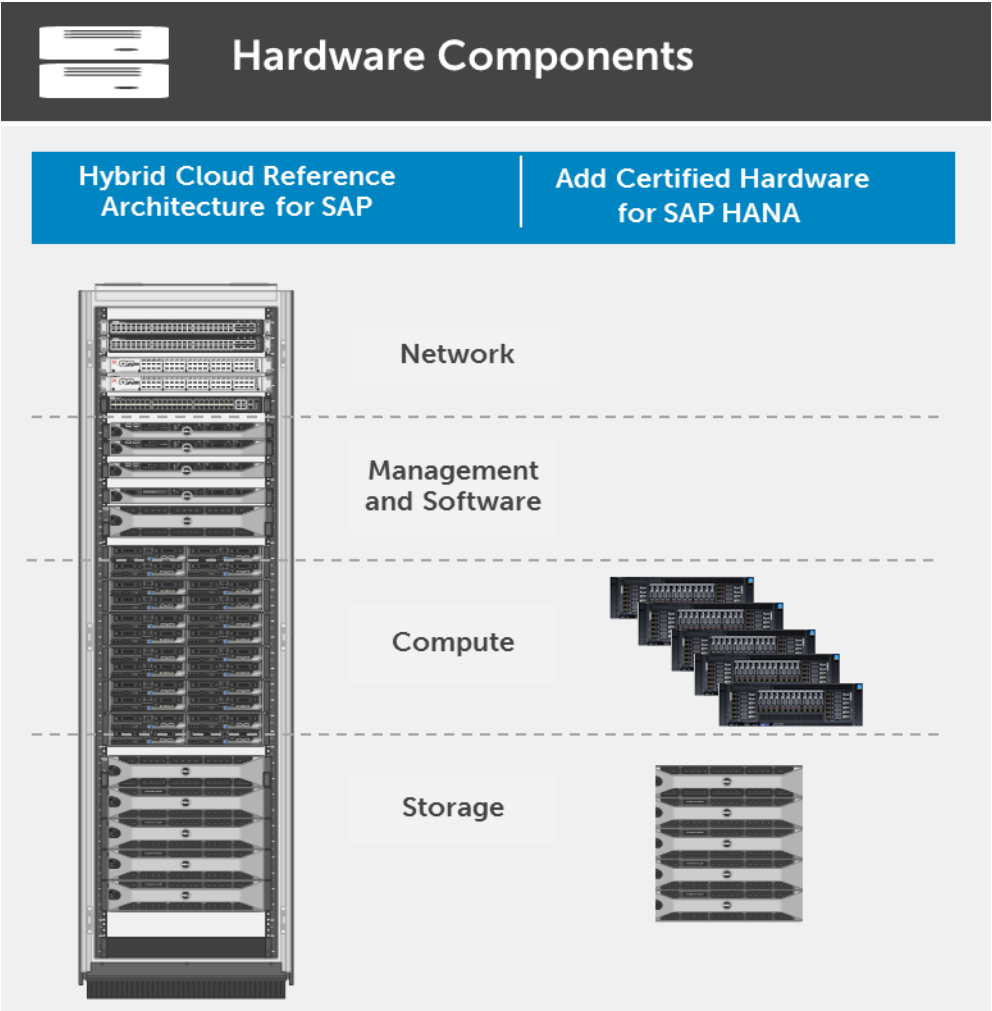 Hardware Components
Hybrid Cloud Reference
Architecture for SAP
Add Certified Hardware
for SAP HANA
Network
Management
and Software
Compute
Storage